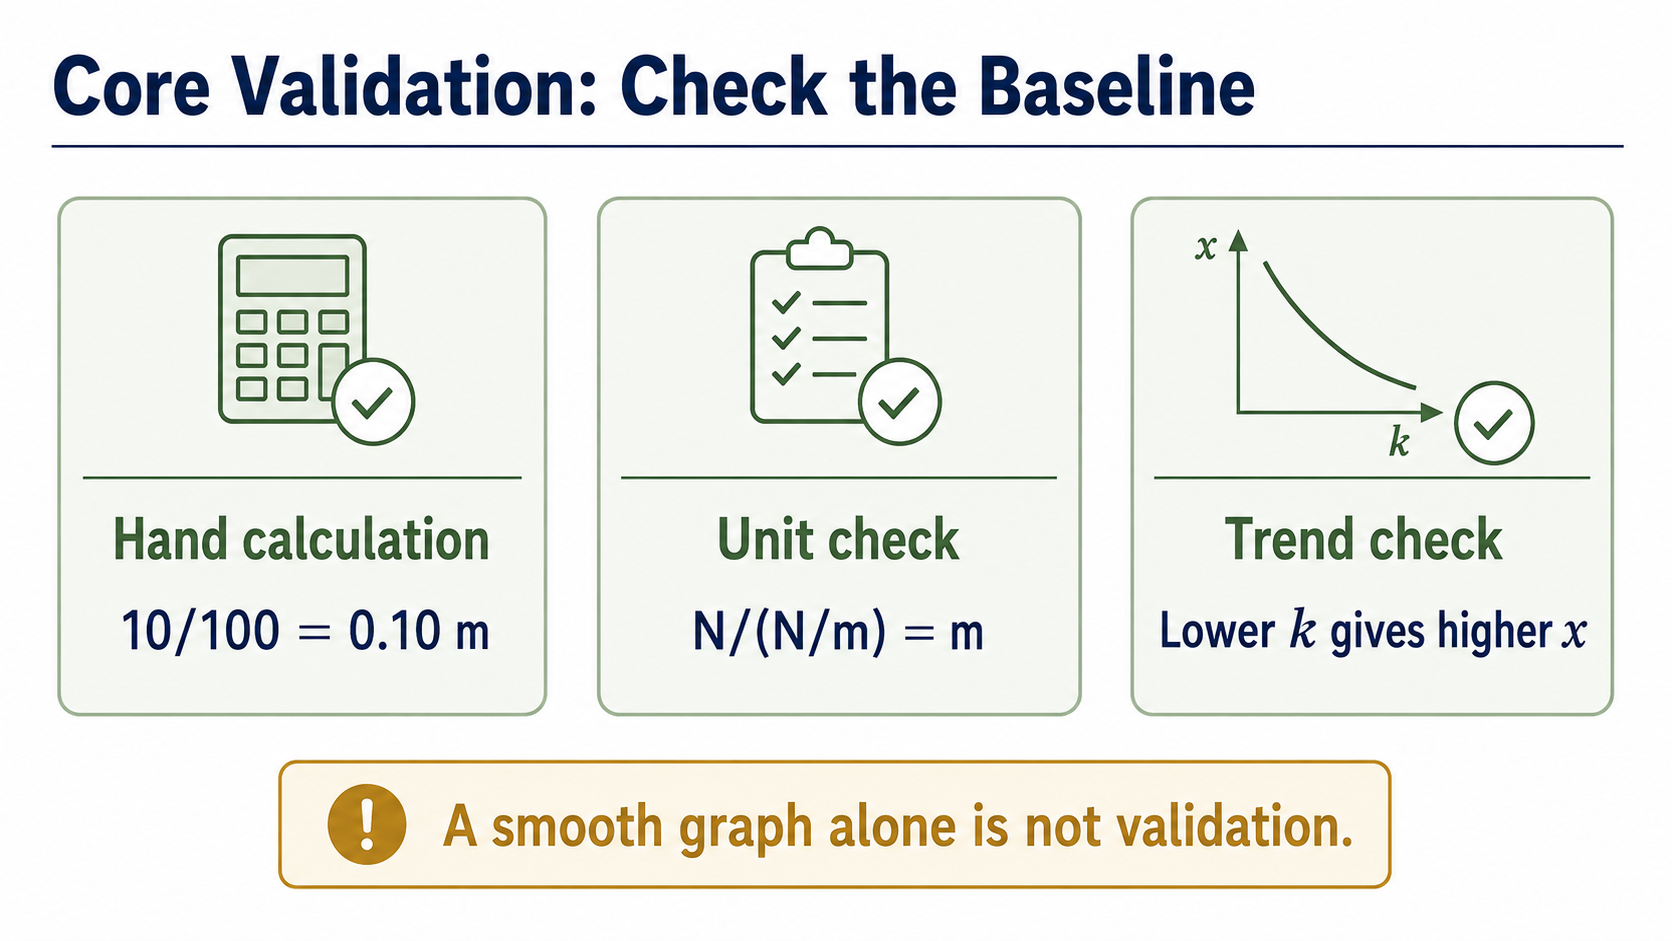 Core Validation: Check the Baseline
x
k
Hand calculation
10/100 = 0.10 m
Unit check
N/(N/m) = m
Trend check
Lower k gives higher x
! A smooth graph alone is not validation.